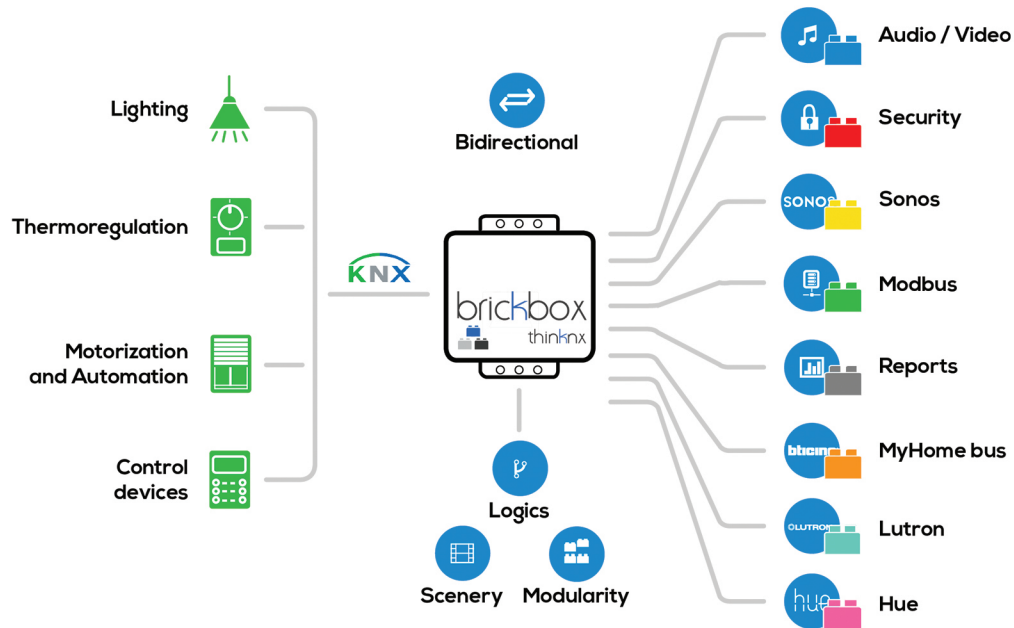 Lighting
Thermoregulation
Motorization
and Automation
Control
devices
KNX
Bidirectional
brickbox
thinknx
Logics
Scenery
Modularity
Audio / Video
Security
SONOS
Sonos
Modbus
Reports
bticino
MyHome bus
LUTRON
Lutron
hue
Hue